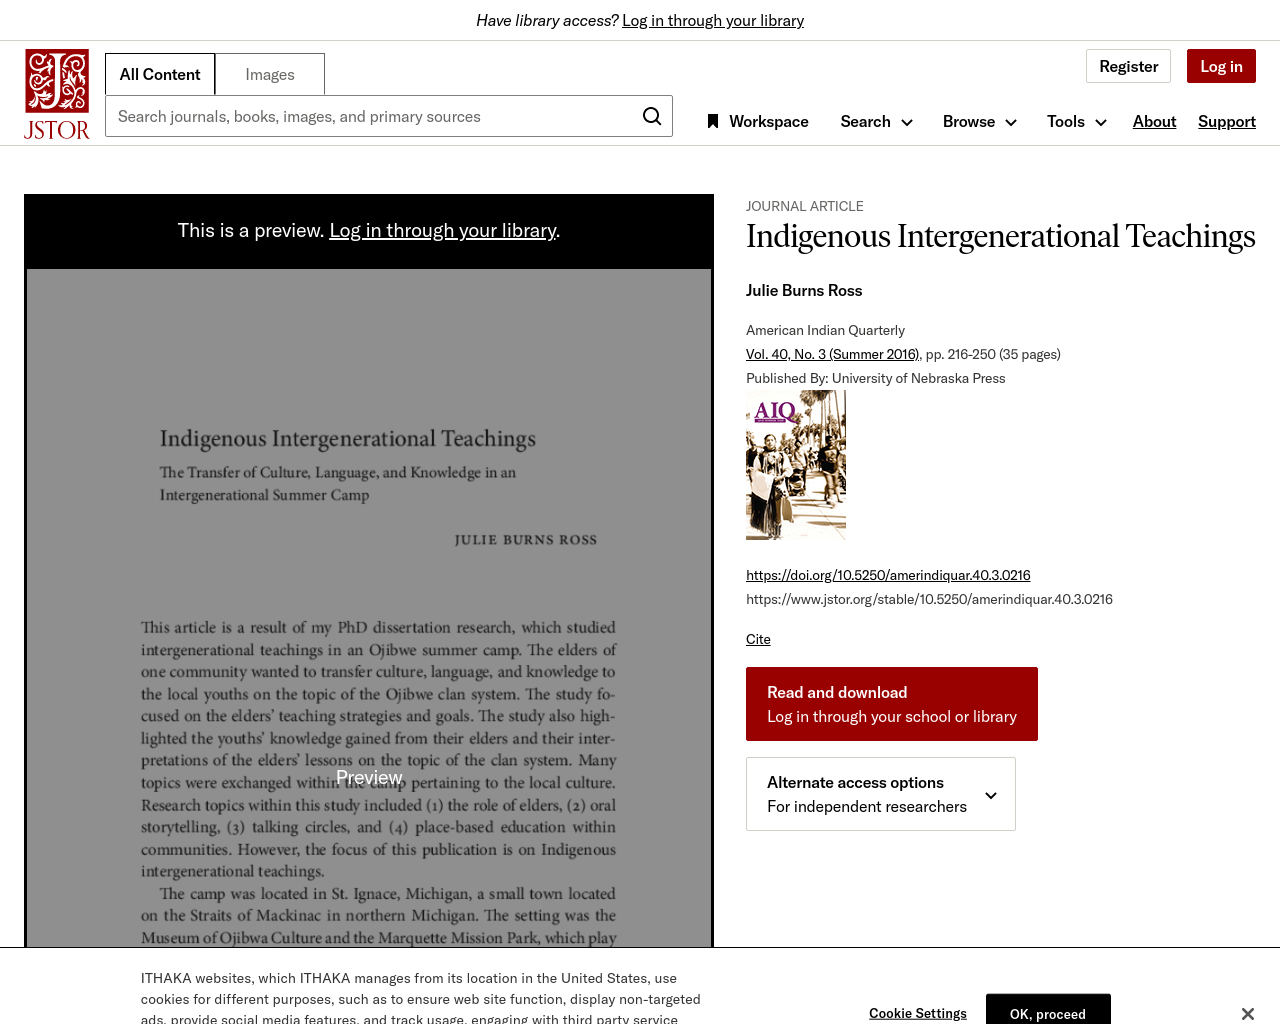 Have library access? Log in through your library
JSTOR
All Content
Images
Register
Log in
Search journals, books, images, and primary sources
Workspace
Search
Browse
Tools
About
Support
This is a preview. Log in through your library.
Indigenous Intergenerational Teachings
The Transfer of Culture, Language, and Knowledge in an
Intergenerational Summer Camp
JULIE BURNS ROSS
This article is a result of my PhD dissertation research, which studied
intergenerational teachings in an Ojibwe summer camp. The elders of
one community wanted to transfer culture, language, and knowledge to
the local youths on the topic of the Ojibwe clan system. The study fo-
cused on the elders' teaching strategies and goals. The study also high-
lighted the youths' knowledge gained from their elders and their inter-
pretations of the elders' lessons on the topic of the clan system. Many
topics were exchanged within the camp pertaining to the local culture.
Preview
Research topics within this study included (1) the role of elders, (2) oral
storytelling, (3) talking circles, and (4) place-based education within
communities. However, the focus of this publication is on Indigenous
intergenerational teachings.
The camp was located in St. Ignace, Michigan, a small town located
on the Straits of Mackinac in northern Michigan. The setting was the
Museum of Ojibwa Culture and the Marquette Mission Park, which play
JOURNAL ARTICLE
Indigenous Intergenerational Teachings
Julie Burns Ross
American Indian Quarterly
Vol. 40, No. 3 (Summer 2016), pp. 216-250 (35 pages)
Published By: University of Nebraska Press
AIQ
https://doi.org/10.5250/amerindiquar.40.3.0216
https://www.jstor.org/stable/10.5250/amerindiquar.40.3.0216
Cite
Read and download
Log in through your school or library
Alternate access options
For independent researchers
ITHAKA websites, which ITHAKA manages from its location in the United States, use
cookies for different purposes, such as to ensure web site function, display non-targeted
ads, provide social media features, and track usage, engaging with third party service
Cookie Settings
OK, proceed